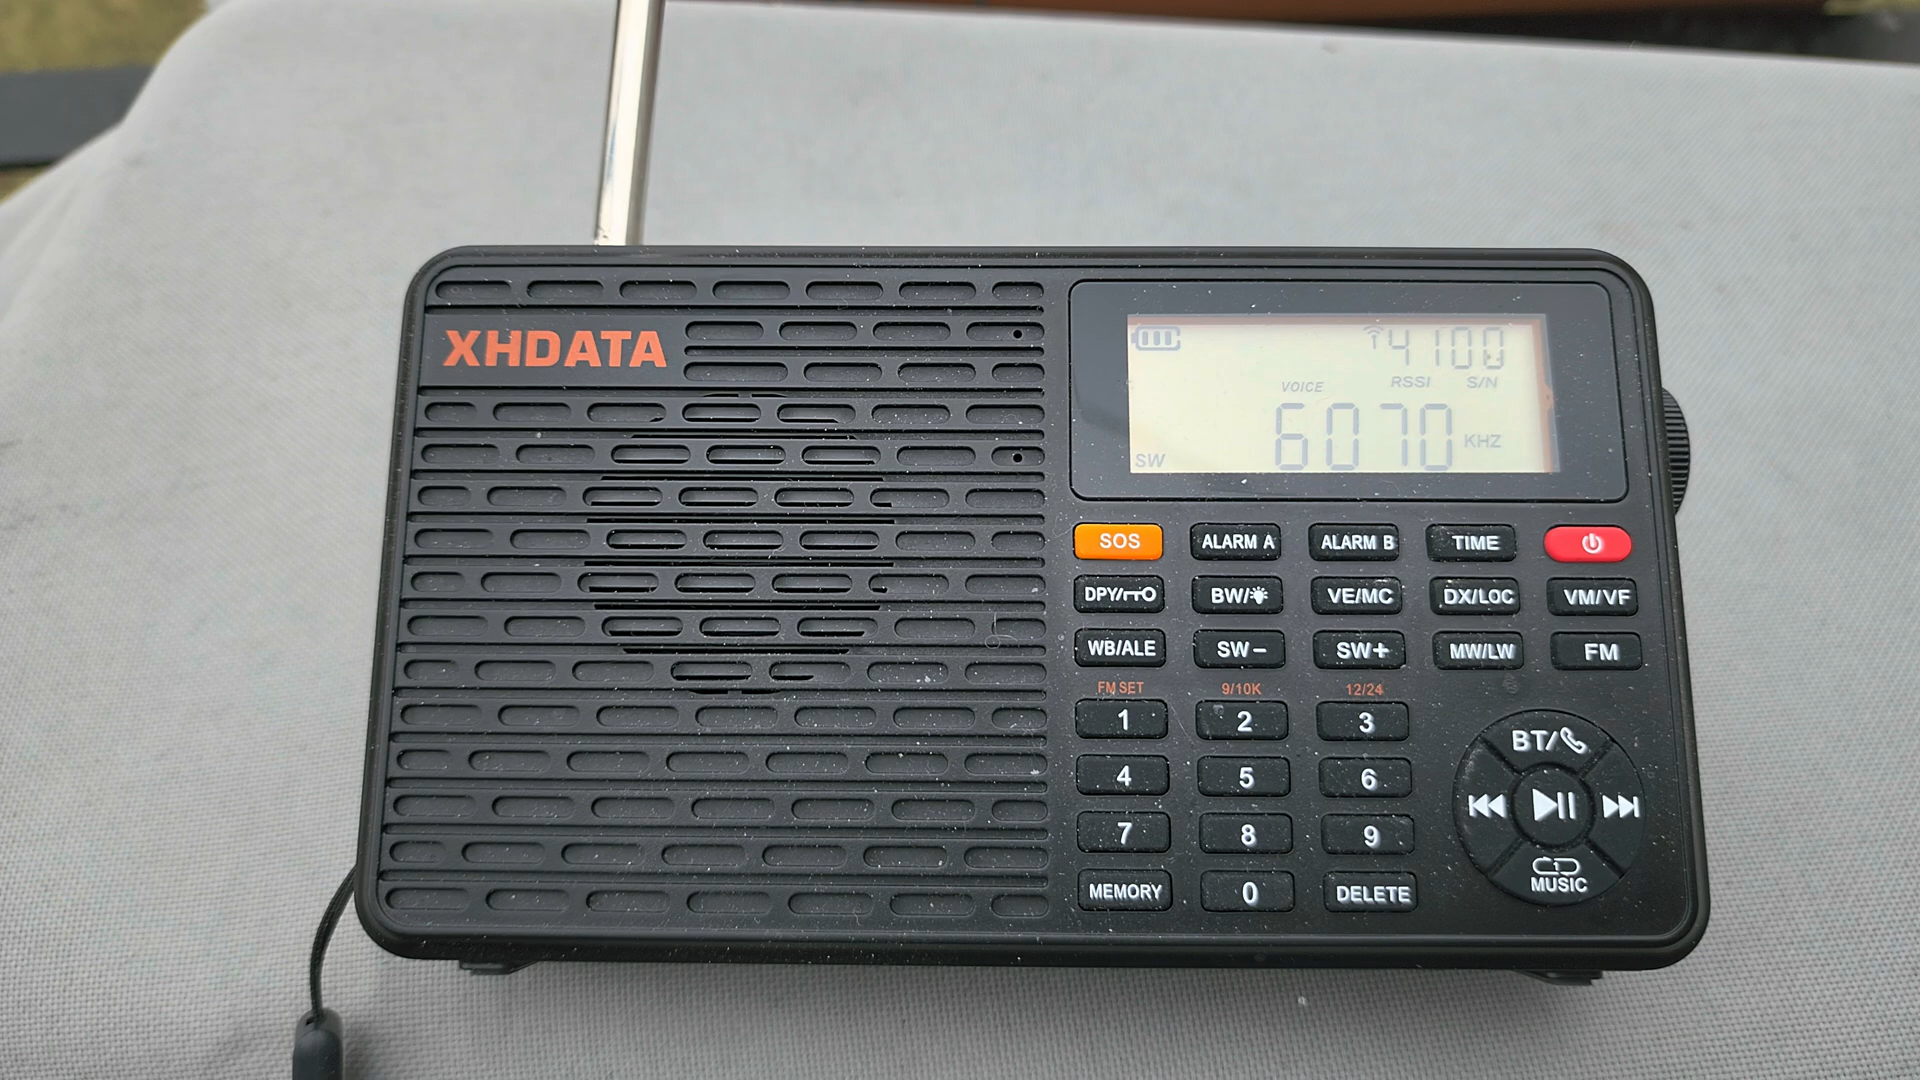 XHDATA
4100
VOICE RSSI S/N
6070 KHZ
SW
SOS ALARM A ALARM B TIME
DPY/ BW/ VE/MC DX/LOC VM/VF
WB/ALE SW- SW+ MW/LW FM
FM SET 9/10K 12/24
1 2 3
BT/
4 5 6
7 8 9
MUSIC
MEMORY 0 DELETE